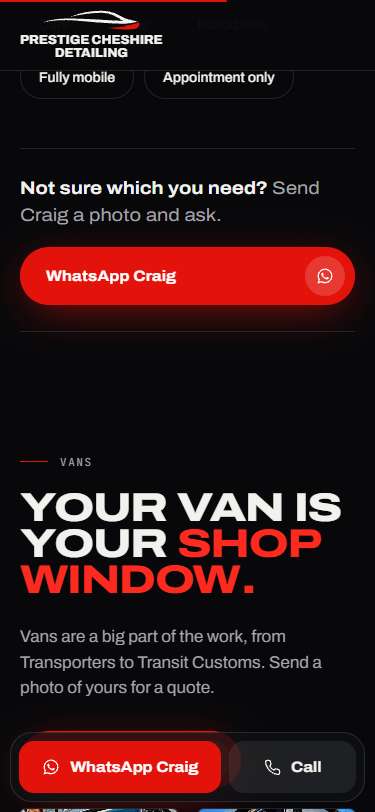 PRESTIGE CHESHIRE
DETAILING
Fully mobile
Appointment only
Not sure which you need? Send
Craig a photo and ask.
WhatsApp Craig
VANS
YOUR VAN IS
YOUR SHOP
WINDOW.
Vans are a big part of the work, from
Transporters to Transit Customs. Send a
photo of yours for a quote.
WhatsApp Craig
Call